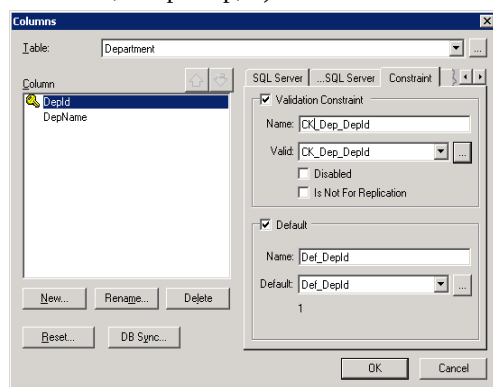 Columns
Table: Department ...
Column
DepId
DepName
New... Rename... Delete
Reset... DB Sync...
SQL Server ...SQL Server Constraint
Validation Constraint
Name: CK_Dep_DepId
Valid: CK_Dep_DepId ...
Disabled
Is Not For Replication
Default
Name: Def_DepId
Default: Def_DepId ...
1
OK Cancel